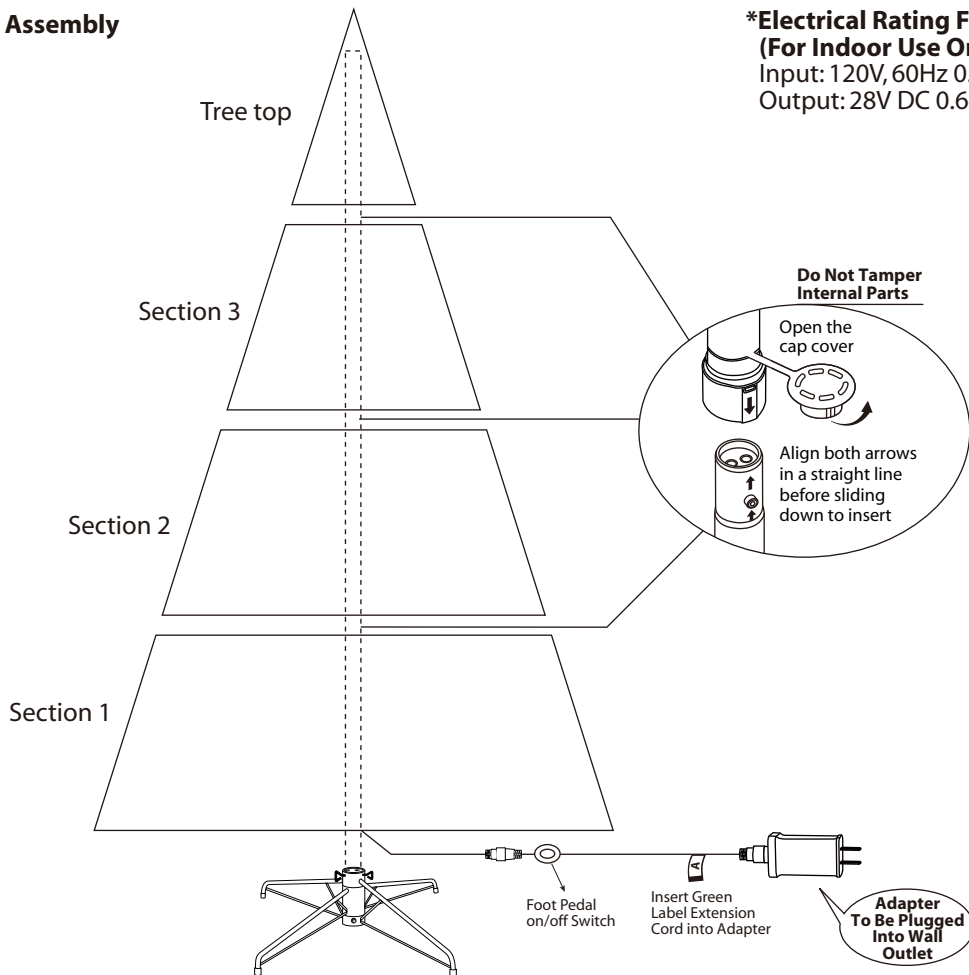 Assembly
*Electrical Rating F
(For Indoor Use O
Input: 120V, 60Hz 0.
Output: 28V DC 0.6
Tree top
Section 3
Do Not Tamper
Internal Parts
Open the
cap cover
Align both arrows
in a straight line
before sliding
down to insert
Section 2
Section 1
A
Foot Pedal
on/off Switch
Insert Green
Label Extension
Cord into Adapter
Adapter
To Be Plugged
Into Wall
Outlet